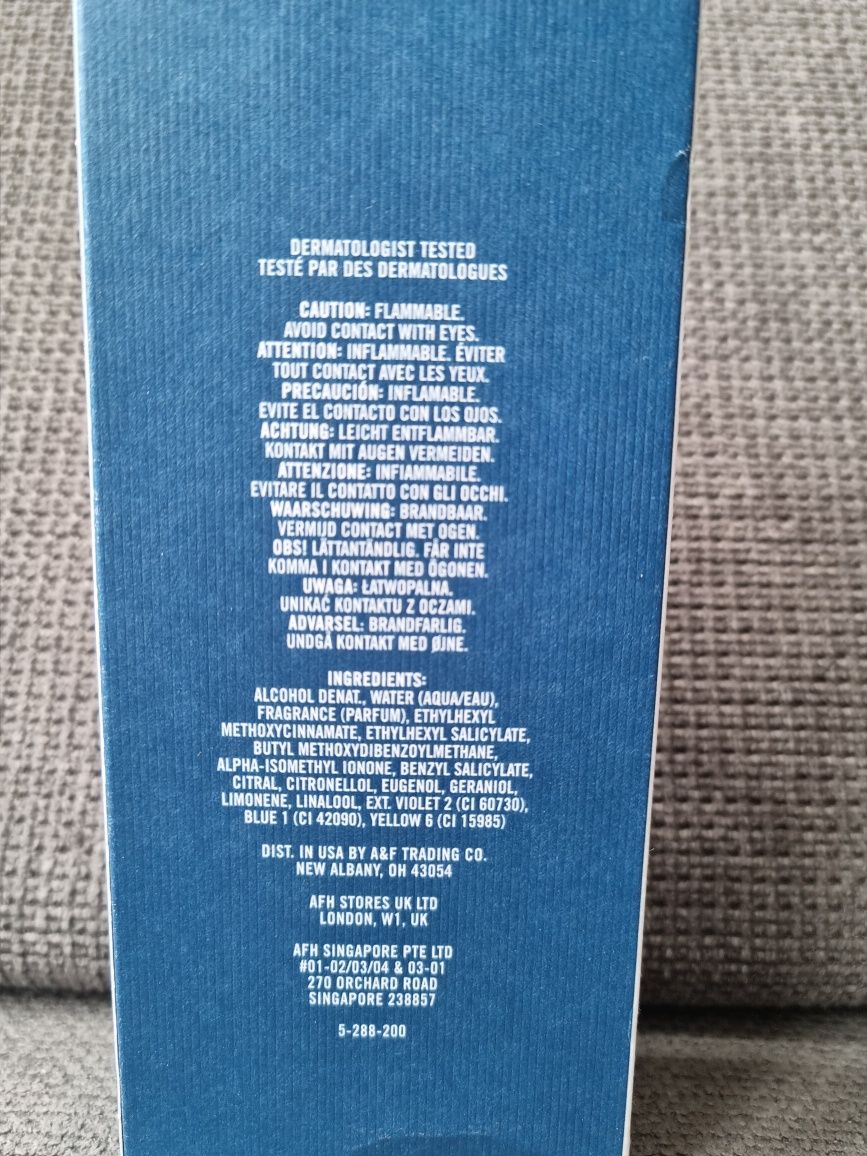 DERMATOLOGIST TESTED
TESTÉ PAR DES DERMATOLOGUES
CAUTION: FLAMMABLE.
AVOID CONTACT WITH EYES.
ATTENTION: INFLAMMABLE. ÉVITER
TOUT CONTACT AVEC LES YEUX.
PRECAUCIÓN: INFLAMABLE.
EVITE EL CONTACTO CON LOS OJOS.
ACHTUNG: LEICHT ENTFLAMMBAR.
KONTAKT MIT AUGEN VERMEIDEN.
ATTENZIONE: INFIAMMABILE.
EVITARE IL CONTATTO CON GLI OCCHI.
WAARSCHUWING: BRANDBAAR.
VERMIJD CONTACT MET OGEN.
OBS! LÄTTANTÄNDLIG. FÅR INTE
KOMMA I KONTAKT MED ÖGONEN.
UWAGA: ŁATWOPALNA.
UNIKAĆ KONTAKTU Z OCZAMI.
ADVARSEL: BRANDFARLIG.
UNDGÅ KONTAKT MED ØJNE.
INGREDIENTS:
ALCOHOL DENAT., WATER (AQUA/EAU),
FRAGRANCE (PARFUM), ETHYLHEXYL
METHOXYCINNAMATE, ETHYLHEXYL SALICYLATE,
BUTYL METHOXYDIBENZOYLMETHANE,
ALPHA-ISOMETHYL IONONE, BENZYL SALICYLATE,
CITRAL, CITRONELLOL, EUGENOL, GERANIOL,
LIMONENE, LINALOOL, EXT. VIOLET 2 (CI 60730),
BLUE 1 (CI 42090), YELLOW 6 (CI 15985)
DIST. IN USA BY A&F TRADING CO.
NEW ALBANY, OH 43054
AFH STORES UK LTD
LONDON, W1, UK
AFH SINGAPORE PTE LTD
#01-02/03/04 & 03-01
270 ORCHARD ROAD
SINGAPORE 238857
5-288-200